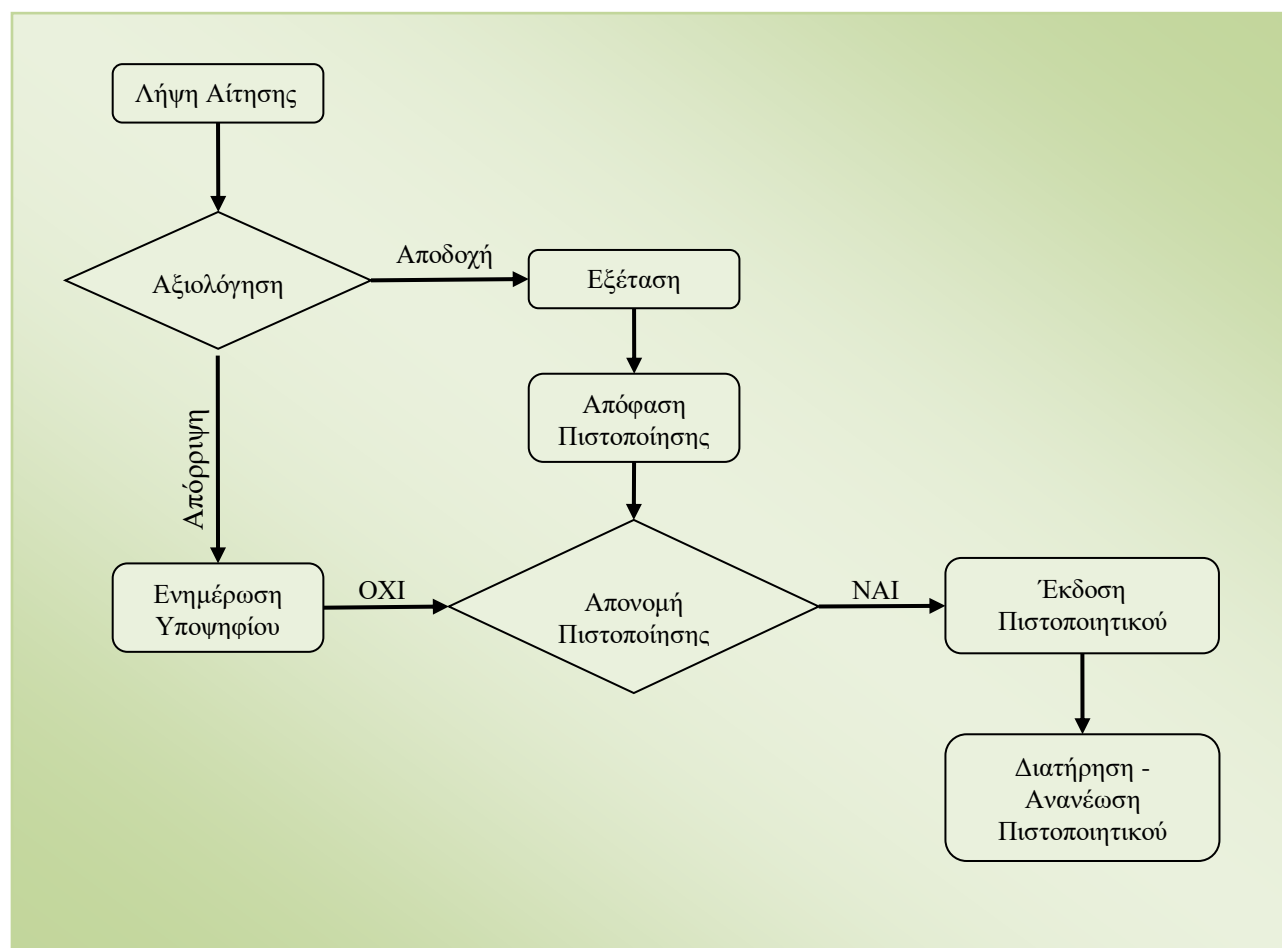 Λήψη Αίτησης
Αξιολόγηση
Αποδοχή
Εξέταση
Απόφαση
Πιστοποίησης
Απόρριψη
Ενημέρωση
Υποψηφίου
ΟΧΙ
Απονομή
Πιστοποίησης
ΝΑΙ
Έκδοση
Πιστοποιητικού
Διατήρηση -
Ανανέωση
Πιστοποιητικού